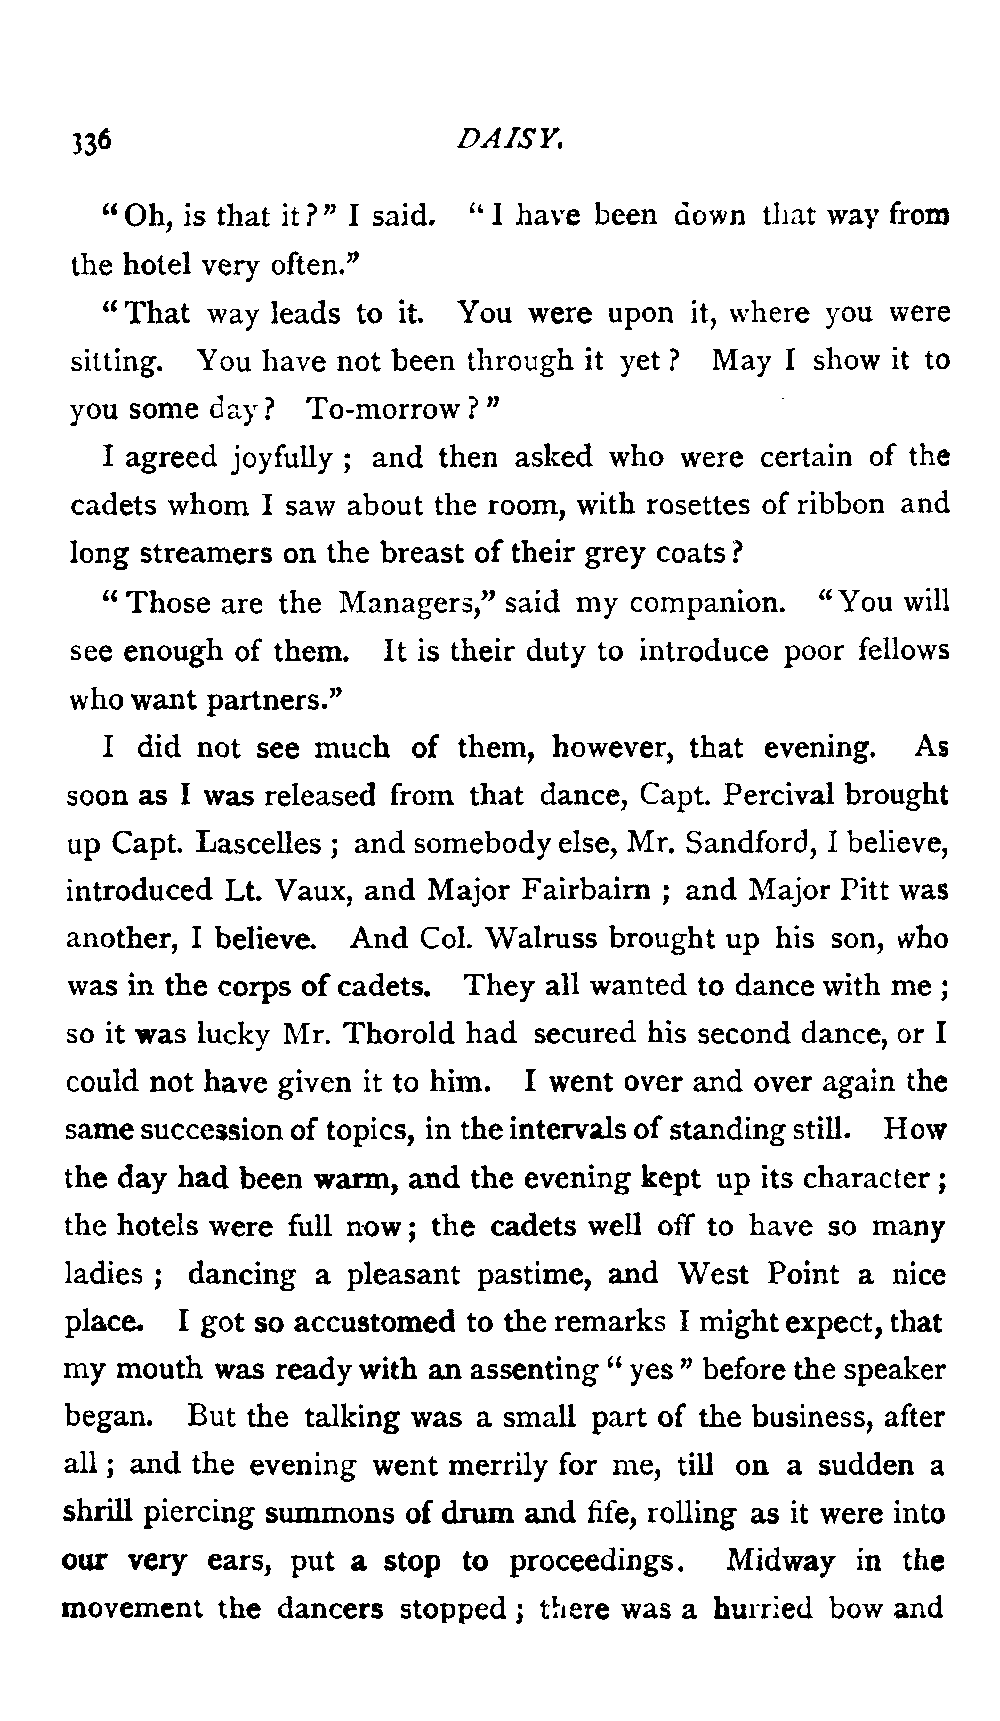 336 DAISY.
"Oh, is that it?" I said. "I have been down that way from
the hotel very often."
"That way leads to it. You were upon it, where you were
sitting. You have not been through it yet? May I show it to
you some day? To-morrow?"
I agreed joyfully; and then asked who were certain of the
cadets whom I saw about the room, with rosettes of ribbon and
long streamers on the breast of their grey coats?
"Those are the Managers," said my companion. "You will
see enough of them. It is their duty to introduce poor fellows
who want partners."
I did not see much of them, however, that evening. As
soon as I was released from that dance, Capt. Percival brought
up Capt. Lascelles; and somebody else, Mr. Sandford, I believe,
introduced Lt. Vaux, and Major Fairbairn; and Major Pitt was
another, I believe. And Col. Walruss brought up his son, who
was in the corps of cadets. They all wanted to dance with me;
so it was lucky Mr. Thorold had secured his second dance, or I
could not have given it to him. I went over and over again the
same succession of topics, in the intervals of standing still. How
the day had been warm, and the evening kept up its character;
the hotels were full now; the cadets well off to have so many
ladies; dancing a pleasant pastime, and West Point a nice
place. I got so accustomed to the remarks I might expect, that
my mouth was ready with an assenting "yes" before the speaker
began. But the talking was a small part of the business, after
all; and the evening went merrily for me, till on a sudden a
shrill piercing summons of drum and fife, rolling as it were into
our very ears, put a stop to proceedings. Midway in the
movement the dancers stopped; there was a hurried bow and